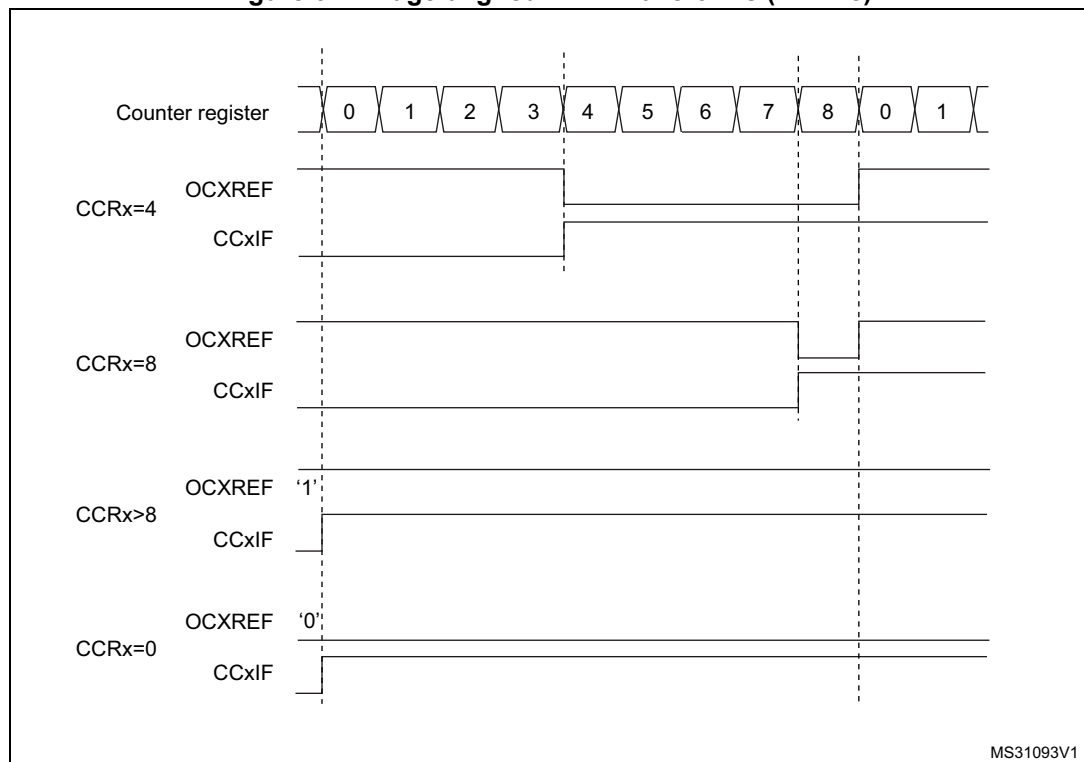 Counter register 0 1 2 3 4 5 6 7 8 0 1
OCXREF
CCRx=4
CCxIF
OCXREF
CCRx=8
CCxIF
OCXREF ‘1’
CCRx>8
CCxIF
OCXREF ‘0’
CCRx=0
CCxIF
MS31093V1